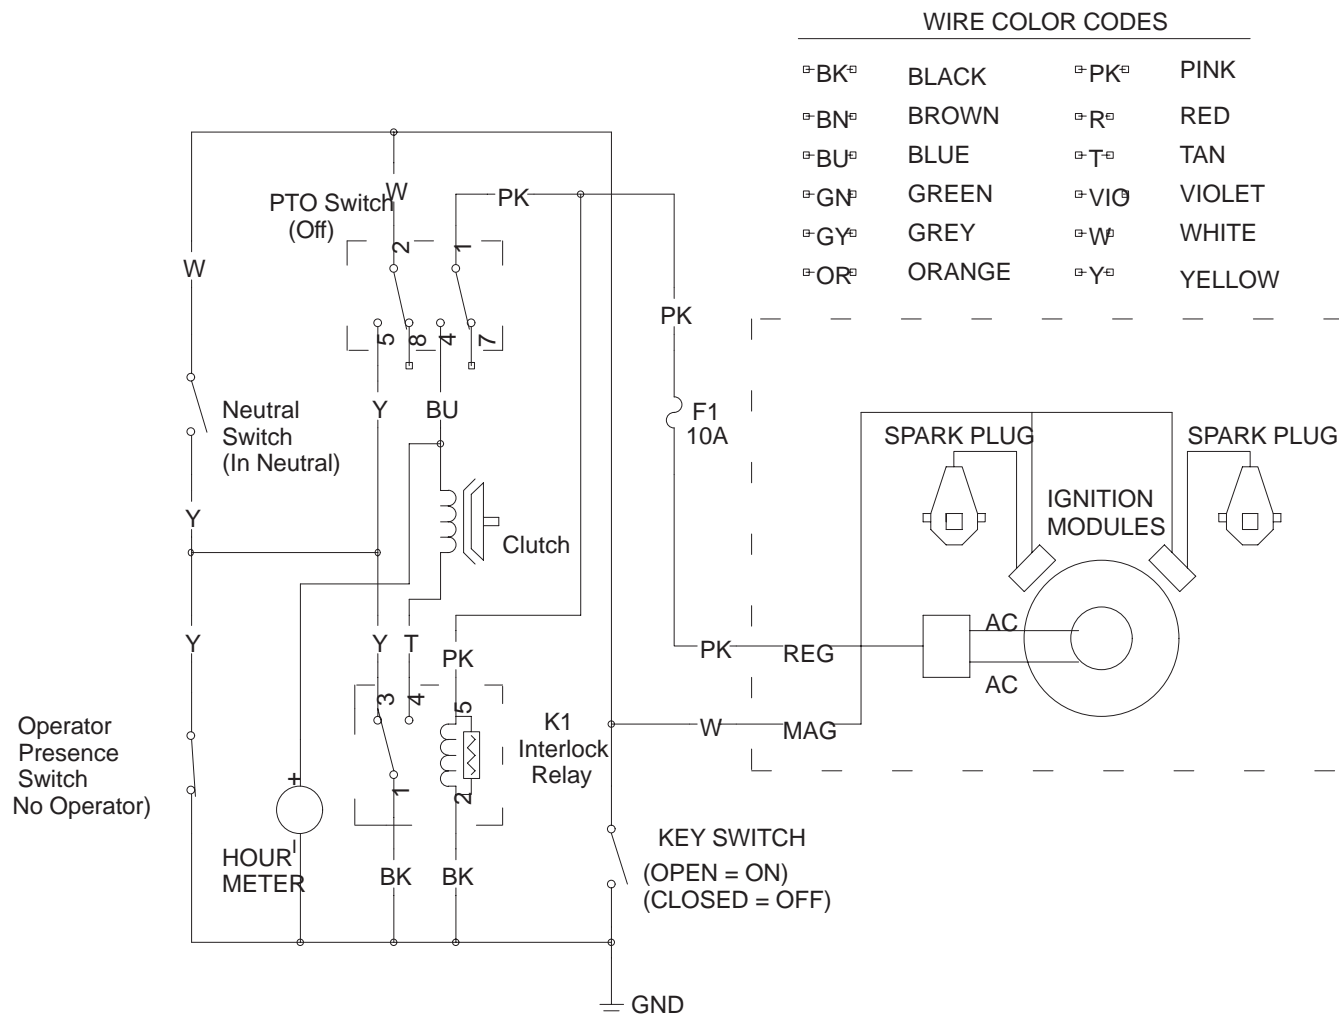 WIRE COLOR CODES
BK BLACK PK PINK
BN BROWN R RED
BU BLUE T TAN
GN GREEN VIO VIOLET
GY GREY W WHITE
OR ORANGE Y YELLOW
W
PK
PTO Switch
(Off)
2
1
W
PK
5
8
4
7
Neutral
Switch
(In Neutral)
Y
BU
F1
10A
SPARK PLUG
SPARK PLUG
IGNITION
MODULES
Y
Clutch
Y
Y
T
PK
PK
REG
AC
AC
3
4
5
K1
Interlock
Relay
W
MAG
Operator
Presence
Switch
No Operator)
+
1
2
HOUR
METER
-
BK
BK
KEY SWITCH
(OPEN = ON)
(CLOSED = OFF)
GND